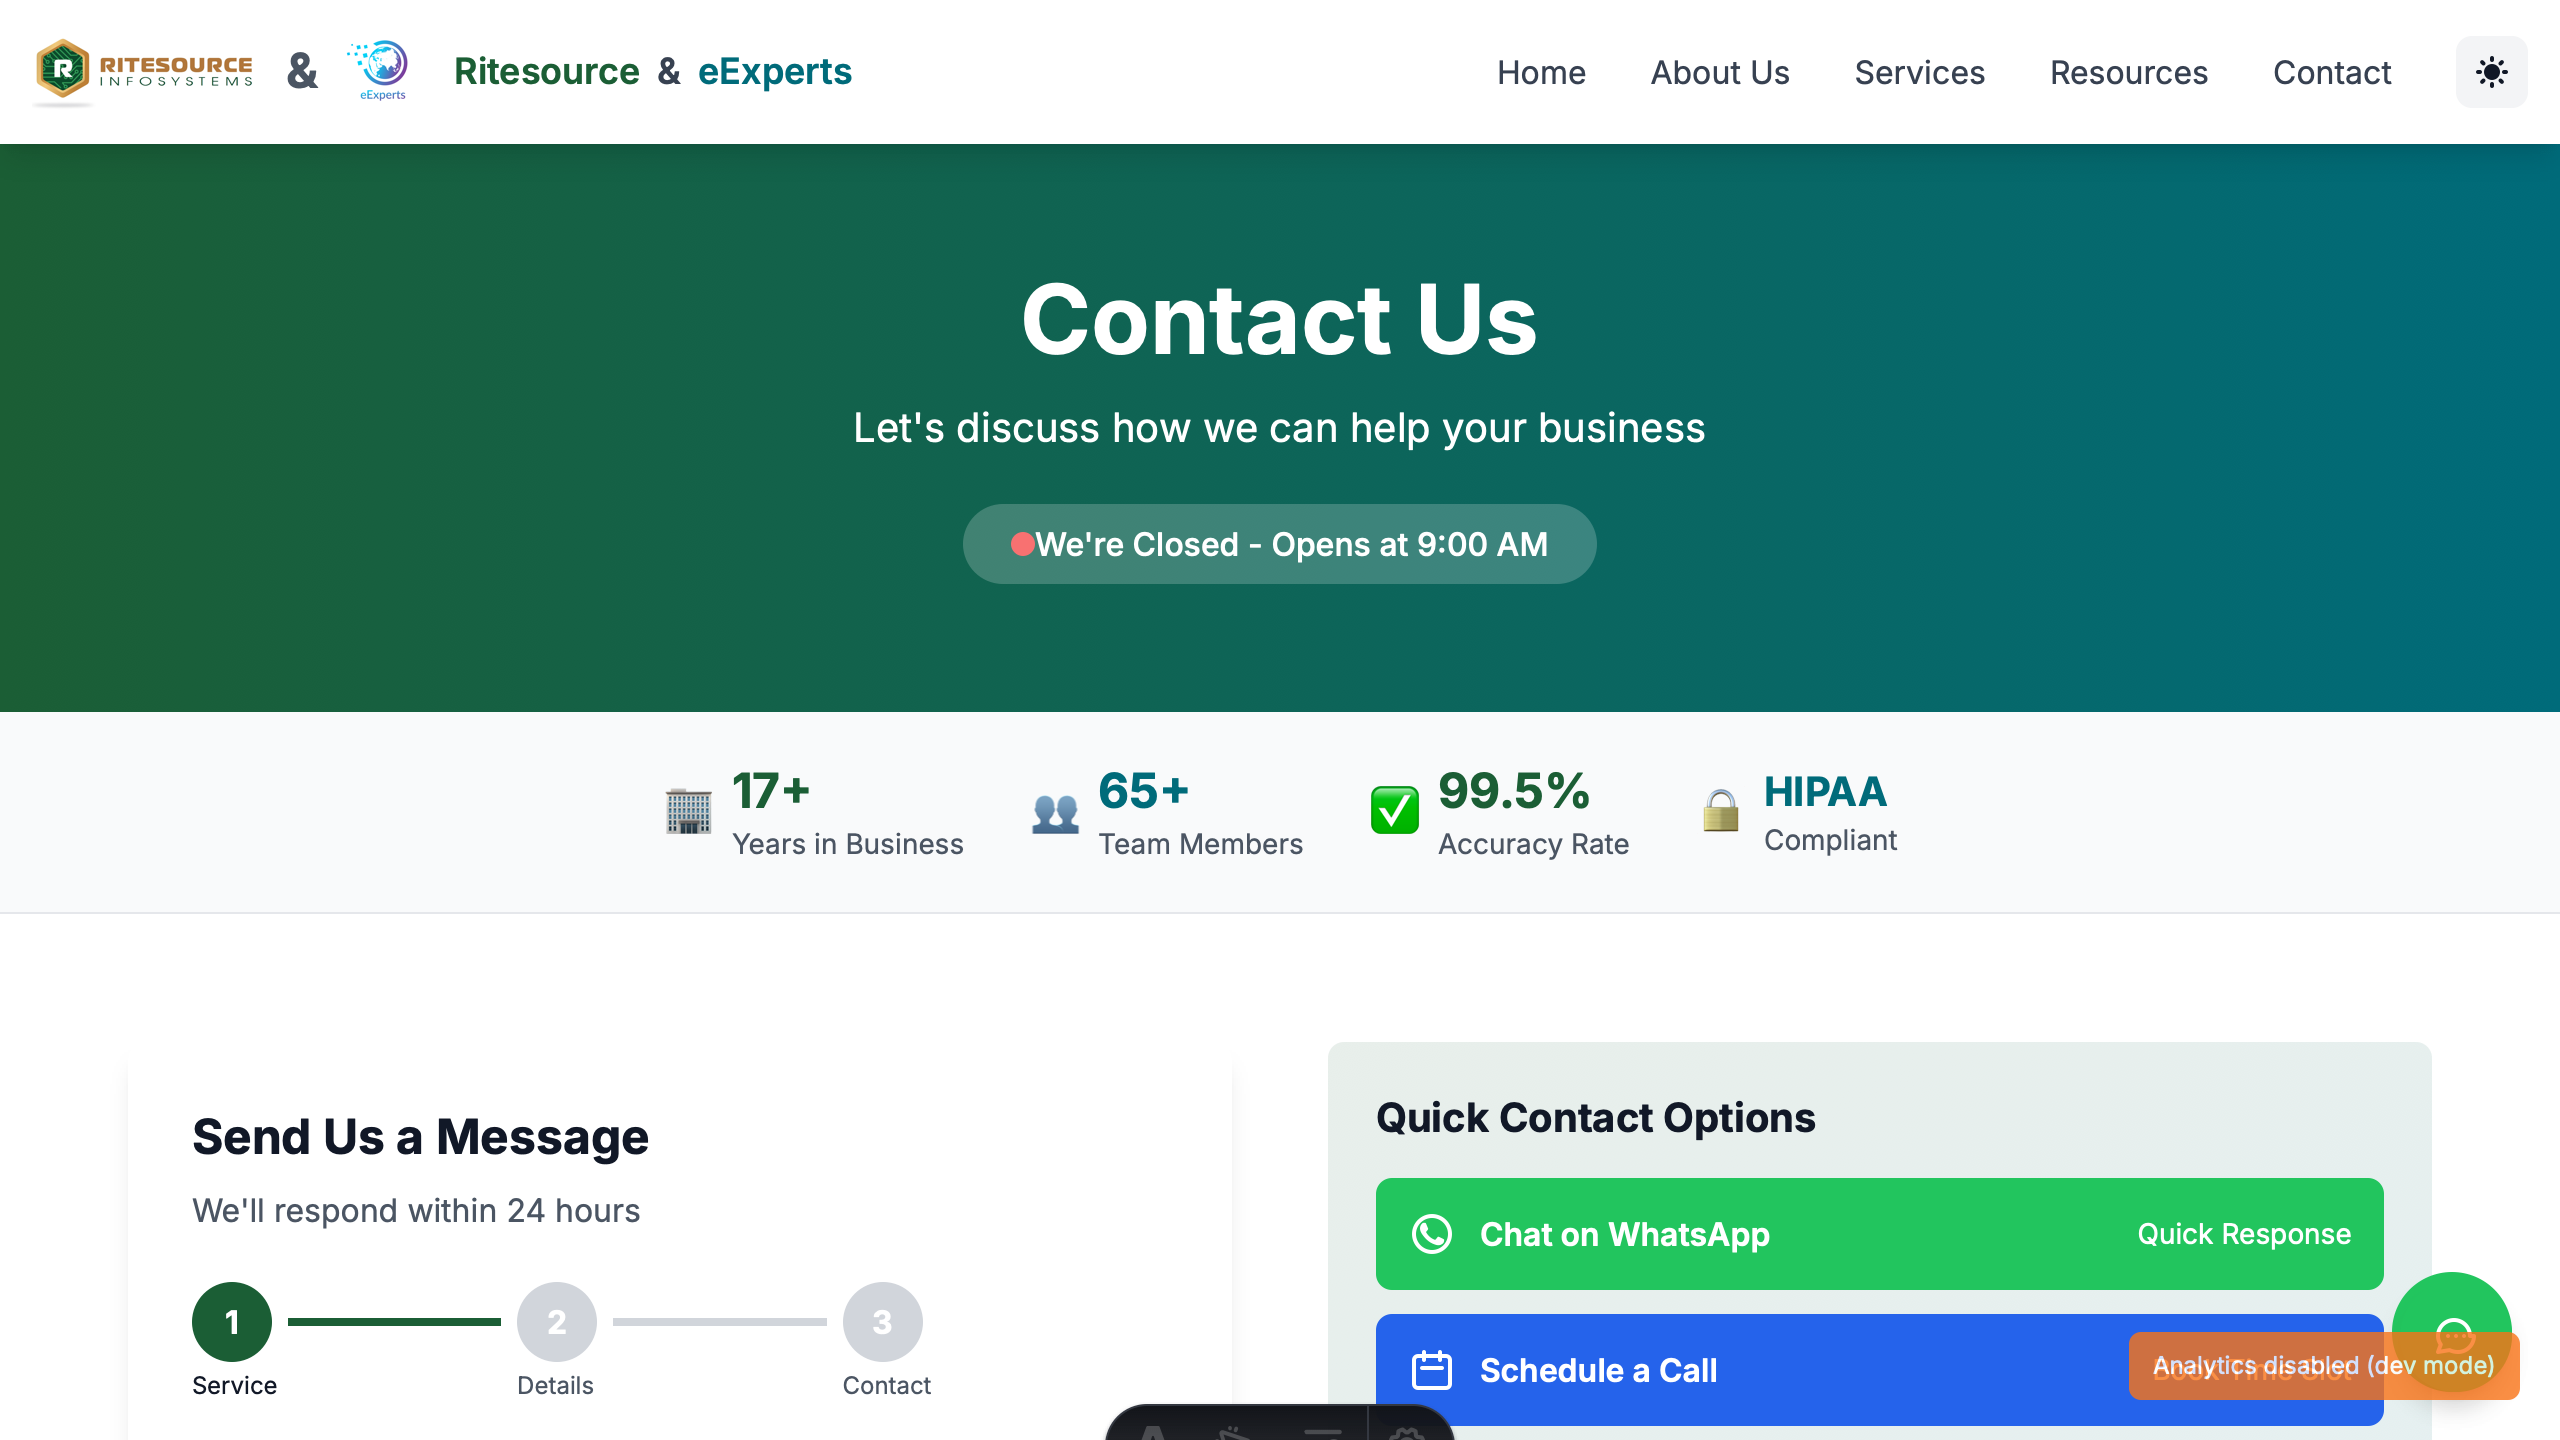 RITESOURCE
INFOSYSTEMS
&
eExperts
Ritesource & eExperts
Home
About Us
Services
Resources
Contact
Contact Us
Let's discuss how we can help your business
We're Closed - Opens at 9:00 AM
17+
Years in Business
65+
Team Members
99.5%
Accuracy Rate
HIPAA
Compliant
Send Us a Message
We'll respond within 24 hours
1
2
3
Service
Details
Contact
Quick Contact Options
Chat on WhatsApp
Quick Response
Schedule a Call
Analytics disabled (dev mode)